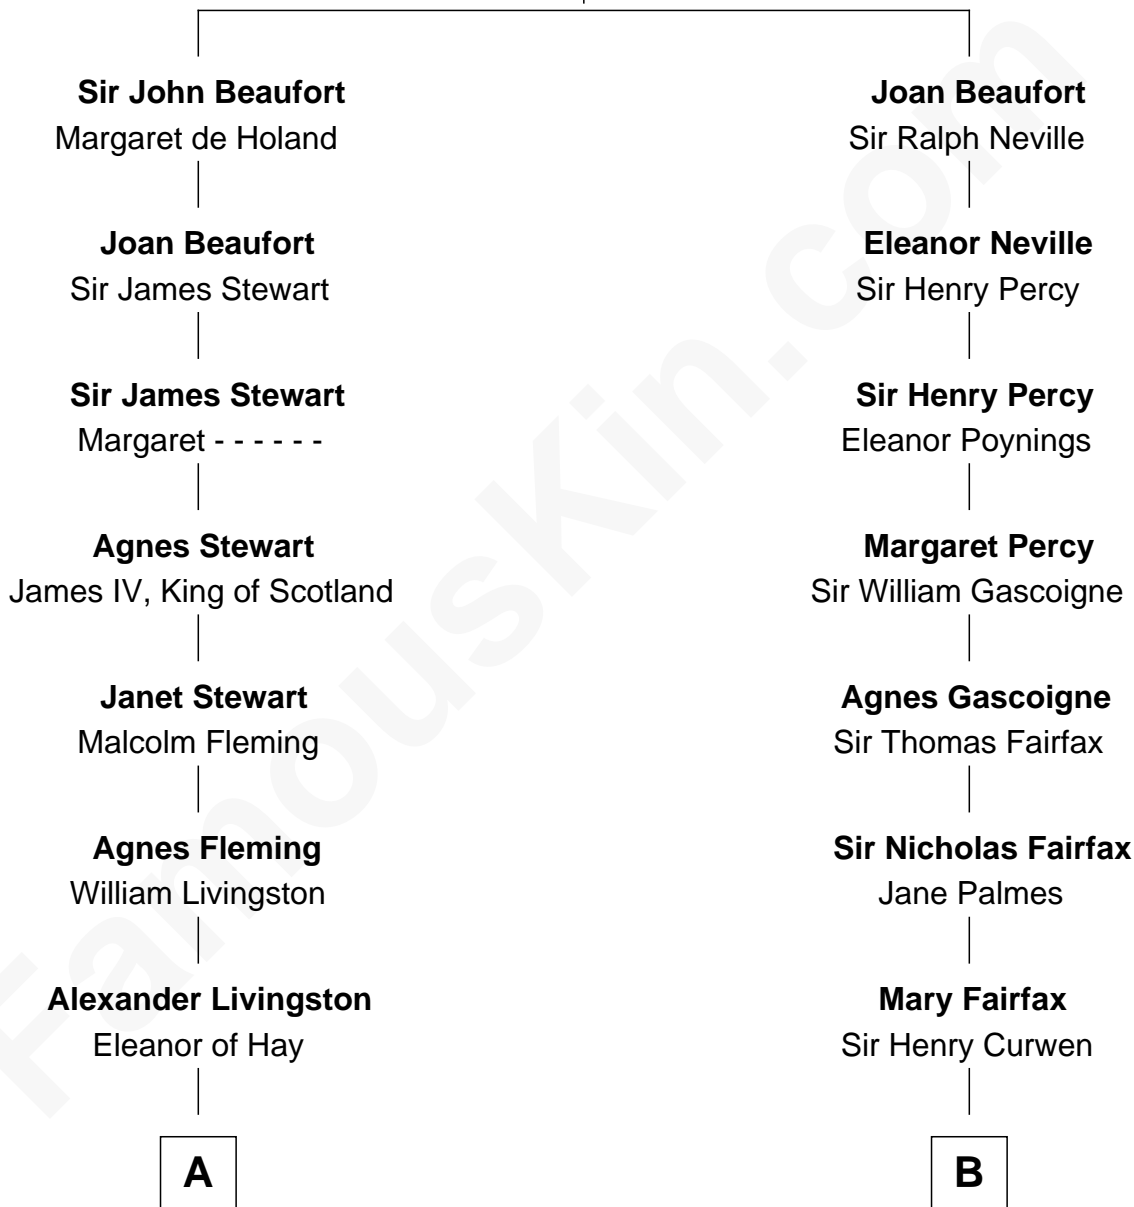 Sir John Beaufort
Margaret de Holand
Joan Beaufort
Sir James Stewart
Sir James Stewart
Margaret - - - - - -
Agnes Stewart
James IV, King of Scotland
Janet Stewart
Malcolm Fleming
Agnes Fleming
William Livingston
Alexander Livingston
Eleanor of Hay
A
Joan Beaufort
Sir Ralph Neville
Eleanor Neville
Sir Henry Percy
Sir Henry Percy
Eleanor Poynings
Margaret Percy
Sir William Gascoigne
Agnes Gascoigne
Sir Thomas Fairfax
Sir Nicholas Fairfax
Jane Palmes
Mary Fairfax
Sir Henry Curwen
B
FamousKin.com